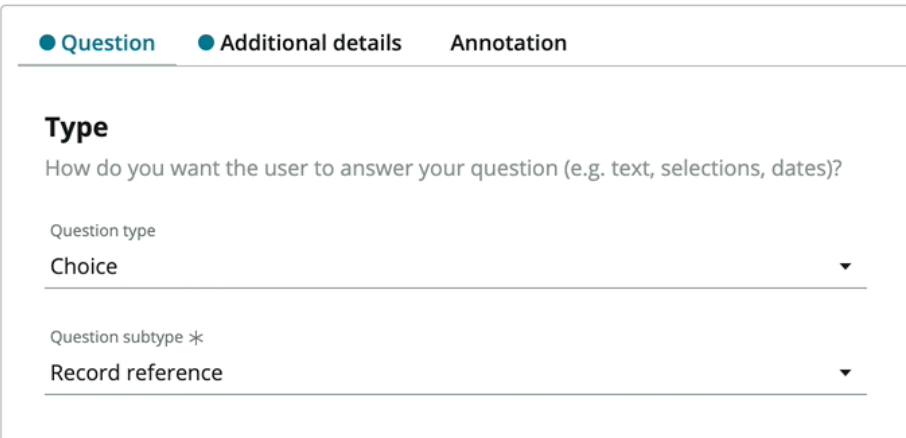 Question Additional details Annotation
Type
How do you want the user to answer your question (e.g. text, selections, dates)?
Question type
Choice
Question subtype *
Record reference